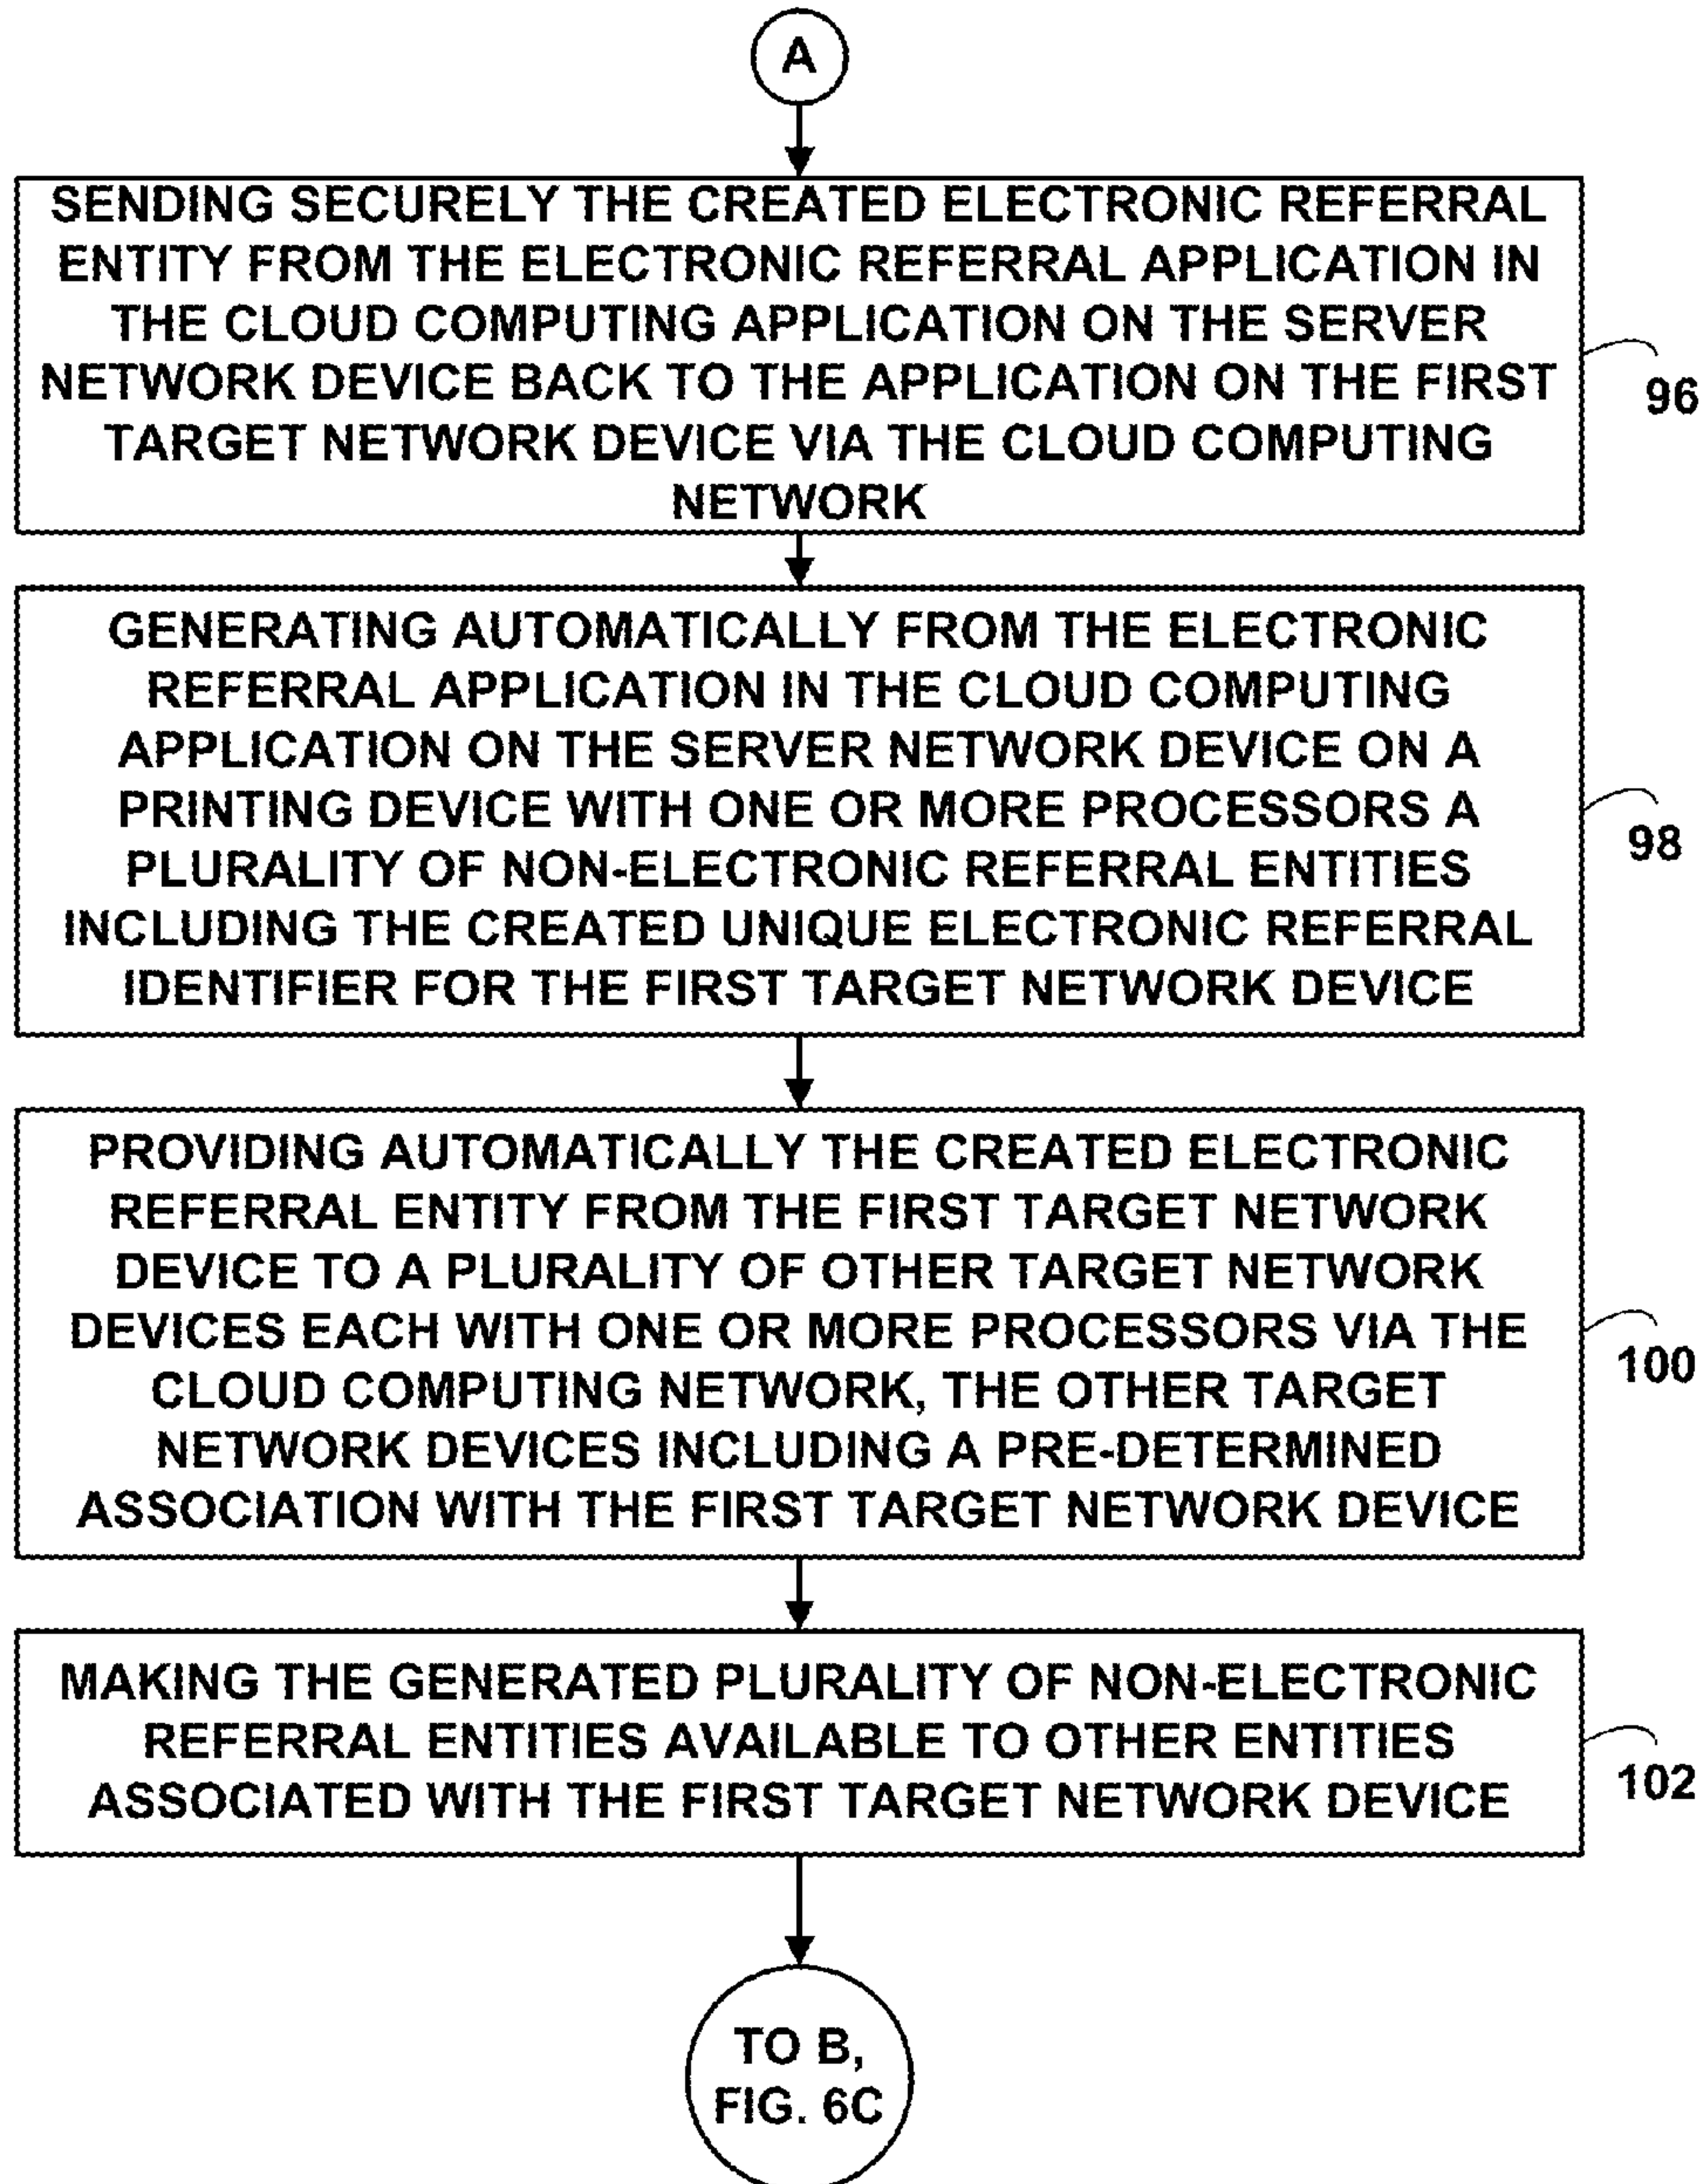 A
SENDING SECURELY THE CREATED ELECTRONIC REFERRAL
ENTITY FROM THE ELECTRONIC REFERRAL APPLICATION IN
THE CLOUD COMPUTING APPLICATION ON THE SERVER
NETWORK DEVICE BACK TO THE APPLICATION ON THE FIRST
TARGET NETWORK DEVICE VIA THE CLOUD COMPUTING
NETWORK
96
GENERATING AUTOMATICALLY FROM THE ELECTRONIC
REFERRAL APPLICATION IN THE CLOUD COMPUTING
APPLICATION ON THE SERVER NETWORK DEVICE ON A
PRINTING DEVICE WITH ONE OR MORE PROCESSORS A
PLURALITY OF NON-ELECTRONIC REFERRAL ENTITIES
INCLUDING THE CREATED UNIQUE ELECTRONIC REFERRAL
IDENTIFIER FOR THE FIRST TARGET NETWORK DEVICE
98
PROVIDING AUTOMATICALLY THE CREATED ELECTRONIC
REFERRAL ENTITY FROM THE FIRST TARGET NETWORK
DEVICE TO A PLURALITY OF OTHER TARGET NETWORK
DEVICES EACH WITH ONE OR MORE PROCESSORS VIA THE
CLOUD COMPUTING NETWORK, THE OTHER TARGET
NETWORK DEVICES INCLUDING A PRE-DETERMINED
ASSOCIATION WITH THE FIRST TARGET NETWORK DEVICE
100
MAKING THE GENERATED PLURALITY OF NON-ELECTRONIC
REFERRAL ENTITIES AVAILABLE TO OTHER ENTITIES
ASSOCIATED WITH THE FIRST TARGET NETWORK DEVICE
102
TO B,
FIG. 6C